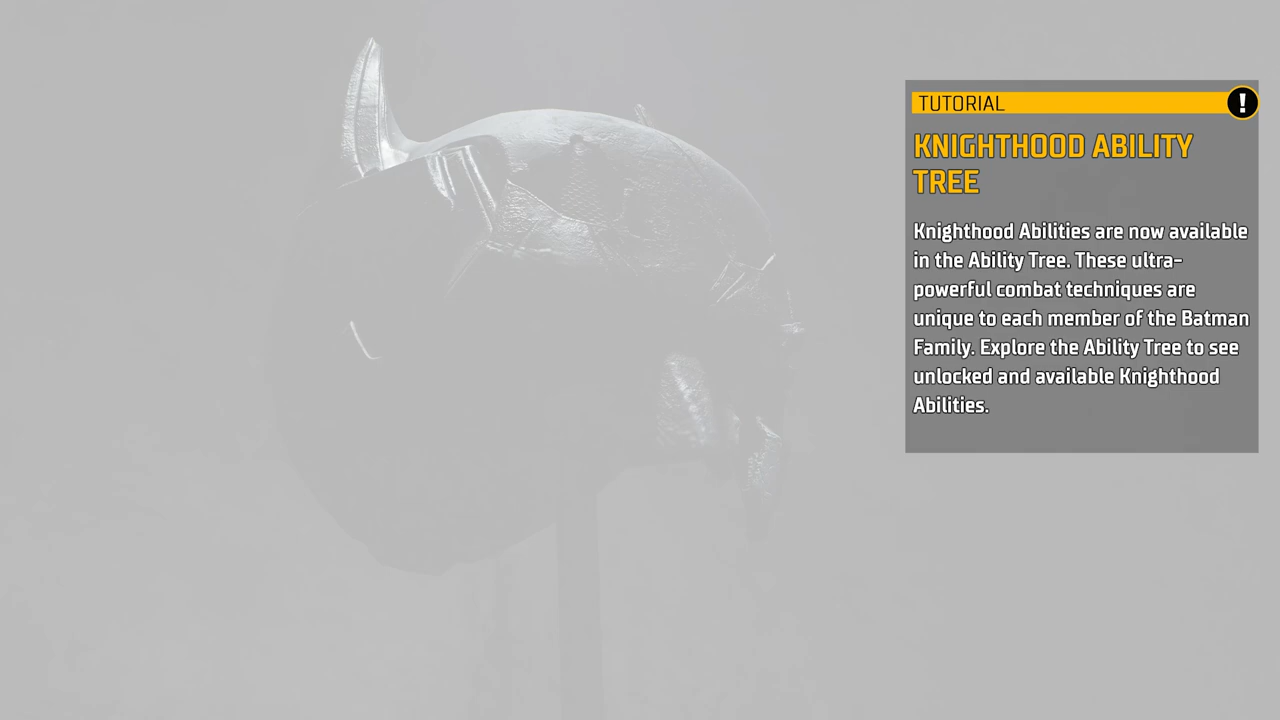 TUTORIAL
!
KNIGHTHOOD ABILITY
TREE
Knighthood Abilities are now available
in the Ability Tree. These ultra-
powerful combat techniques are
unique to each member of the Batman
Family. Explore the Ability Tree to see
unlocked and available Knighthood
Abilities.